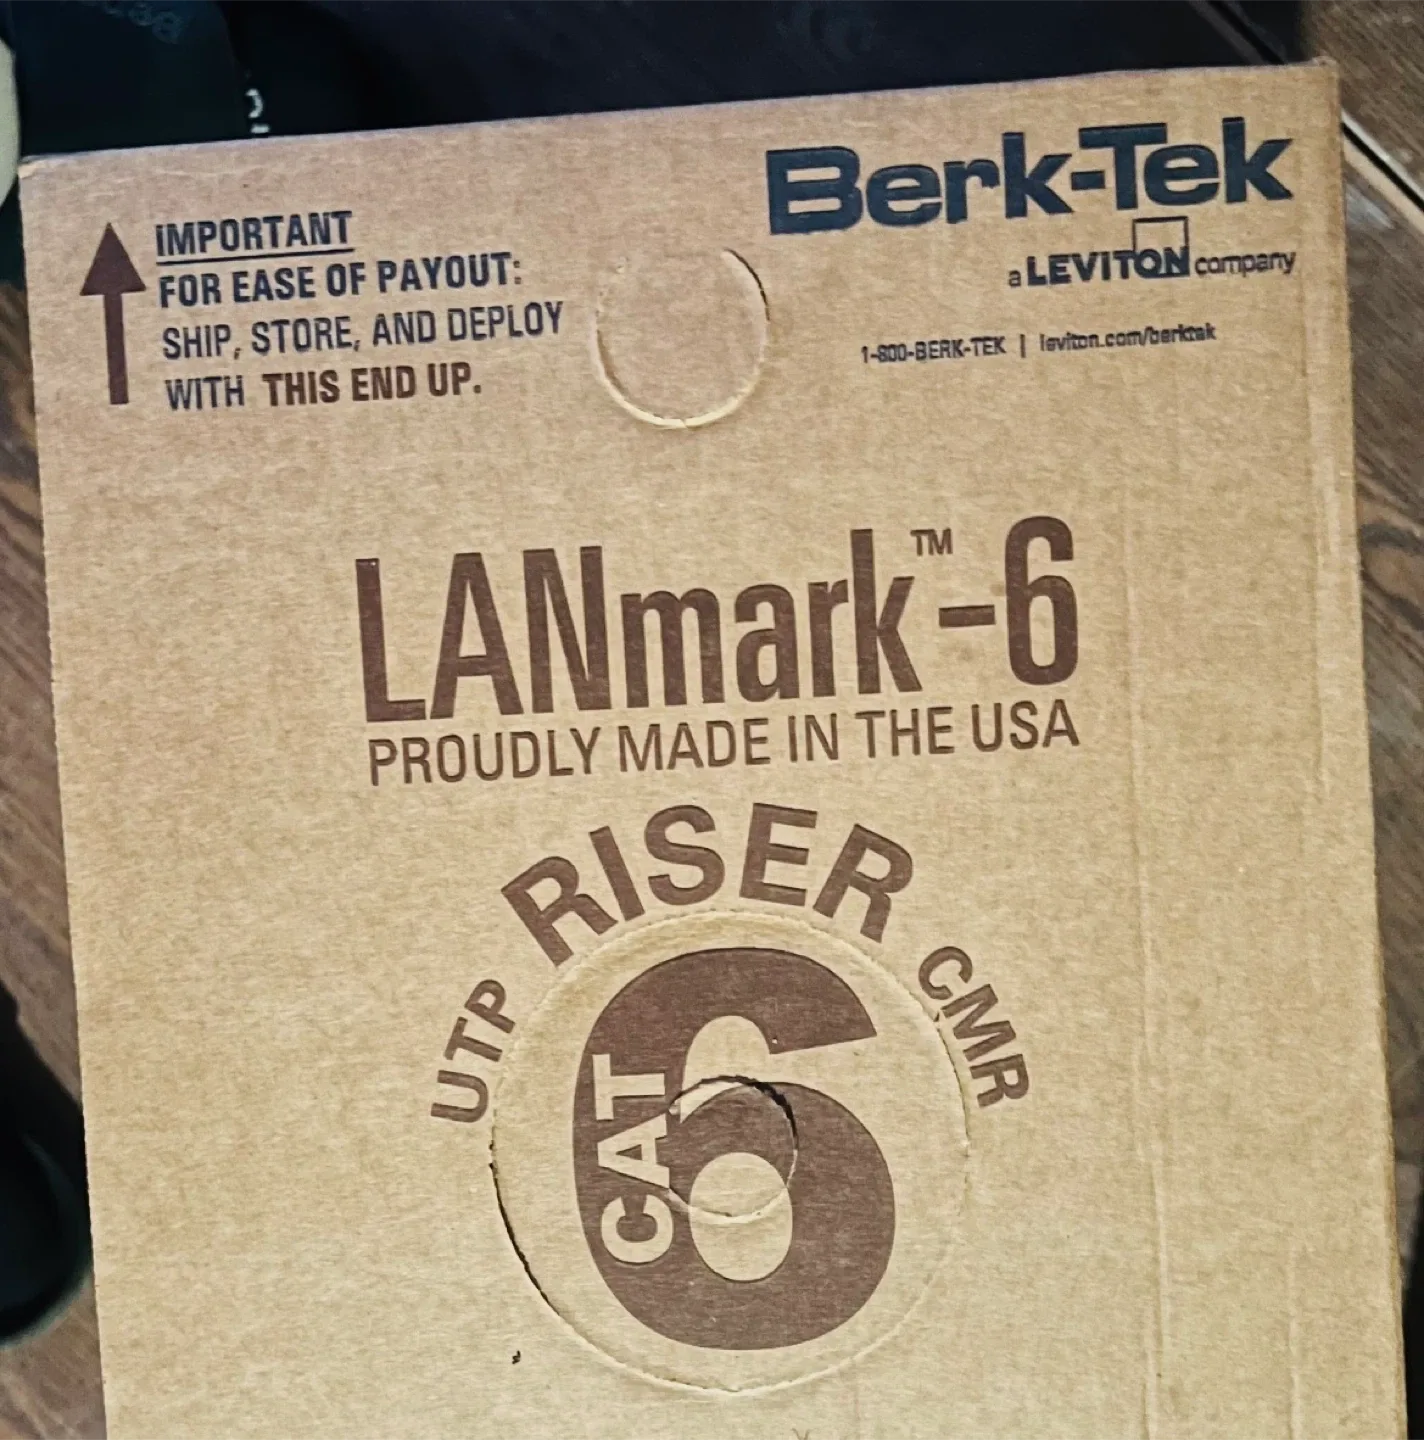 IMPORTANT
FOR EASE OF PAYOUT:
SHIP, STORE, AND DEPLOY
WITH THIS END UP.
Berk-Tek
a LEVITON company
1-800-BERK-TEK | leviton.com/berktek
LANmark™-6
PROUDLY MADE IN THE USA
UTP RISER CMR
CAT 6